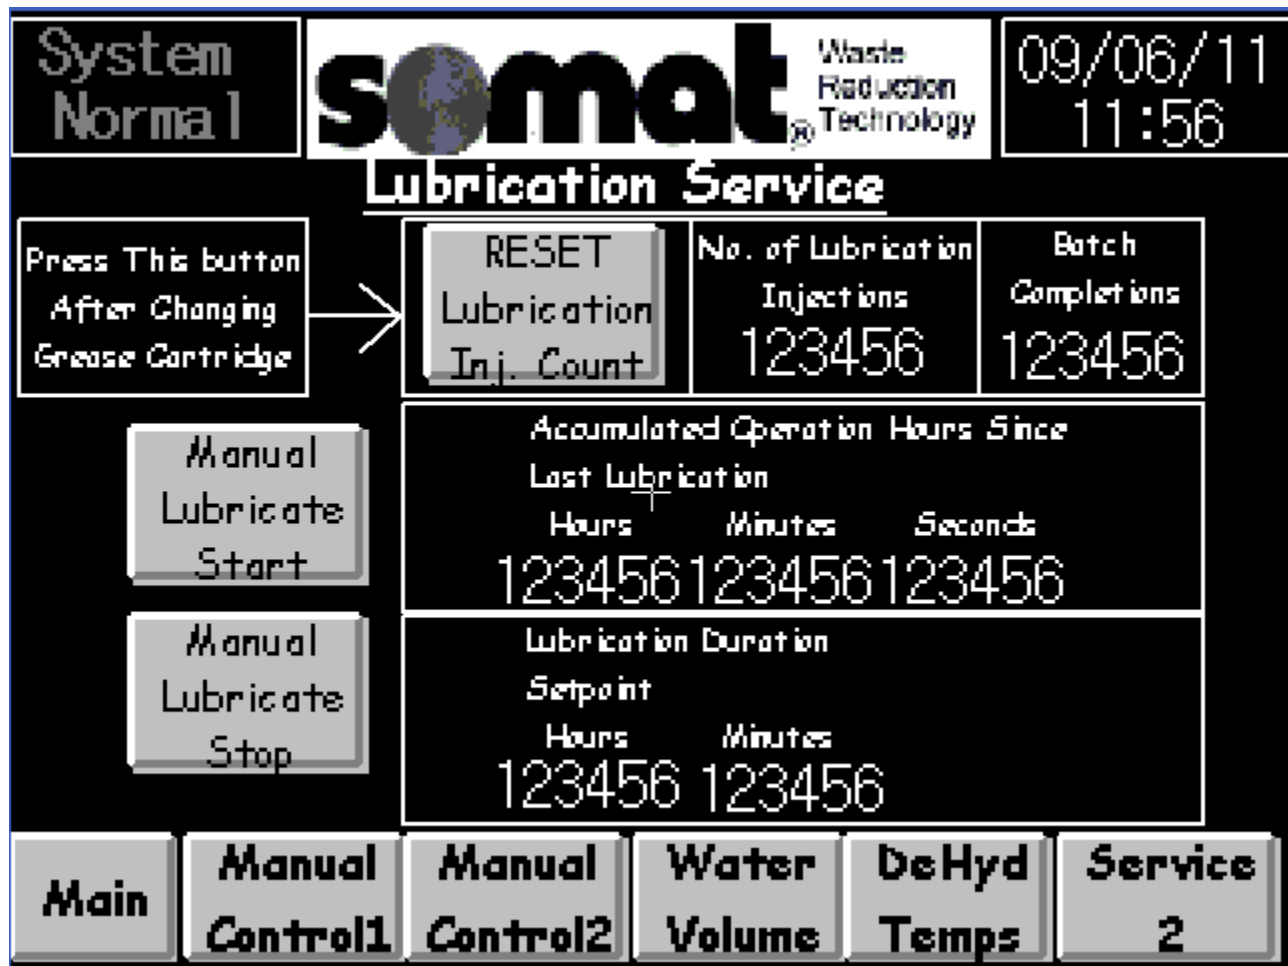 System
Normal
somat®
Waste
Reduction
Technology
09/06/11
11:56
Lubrication Service
Press This button
After Changing
Grease Cartridge
RESET
Lubrication
Inj. Count
No. of Lubrication
Injections
123456
Batch
Completions
123456
Manual
Lubricate
Start
Accumulated Operation Hours Since
Last Lubrication
Hours Minutes Seconds
123456 123456 123456
Manual
Lubricate
Stop
Lubrication Duration
Setpoint
Hours Minutes
123456 123456
Main
Manual
Control1
Manual
Control2
Water
Volume
DeHyd
Temps
Service
2